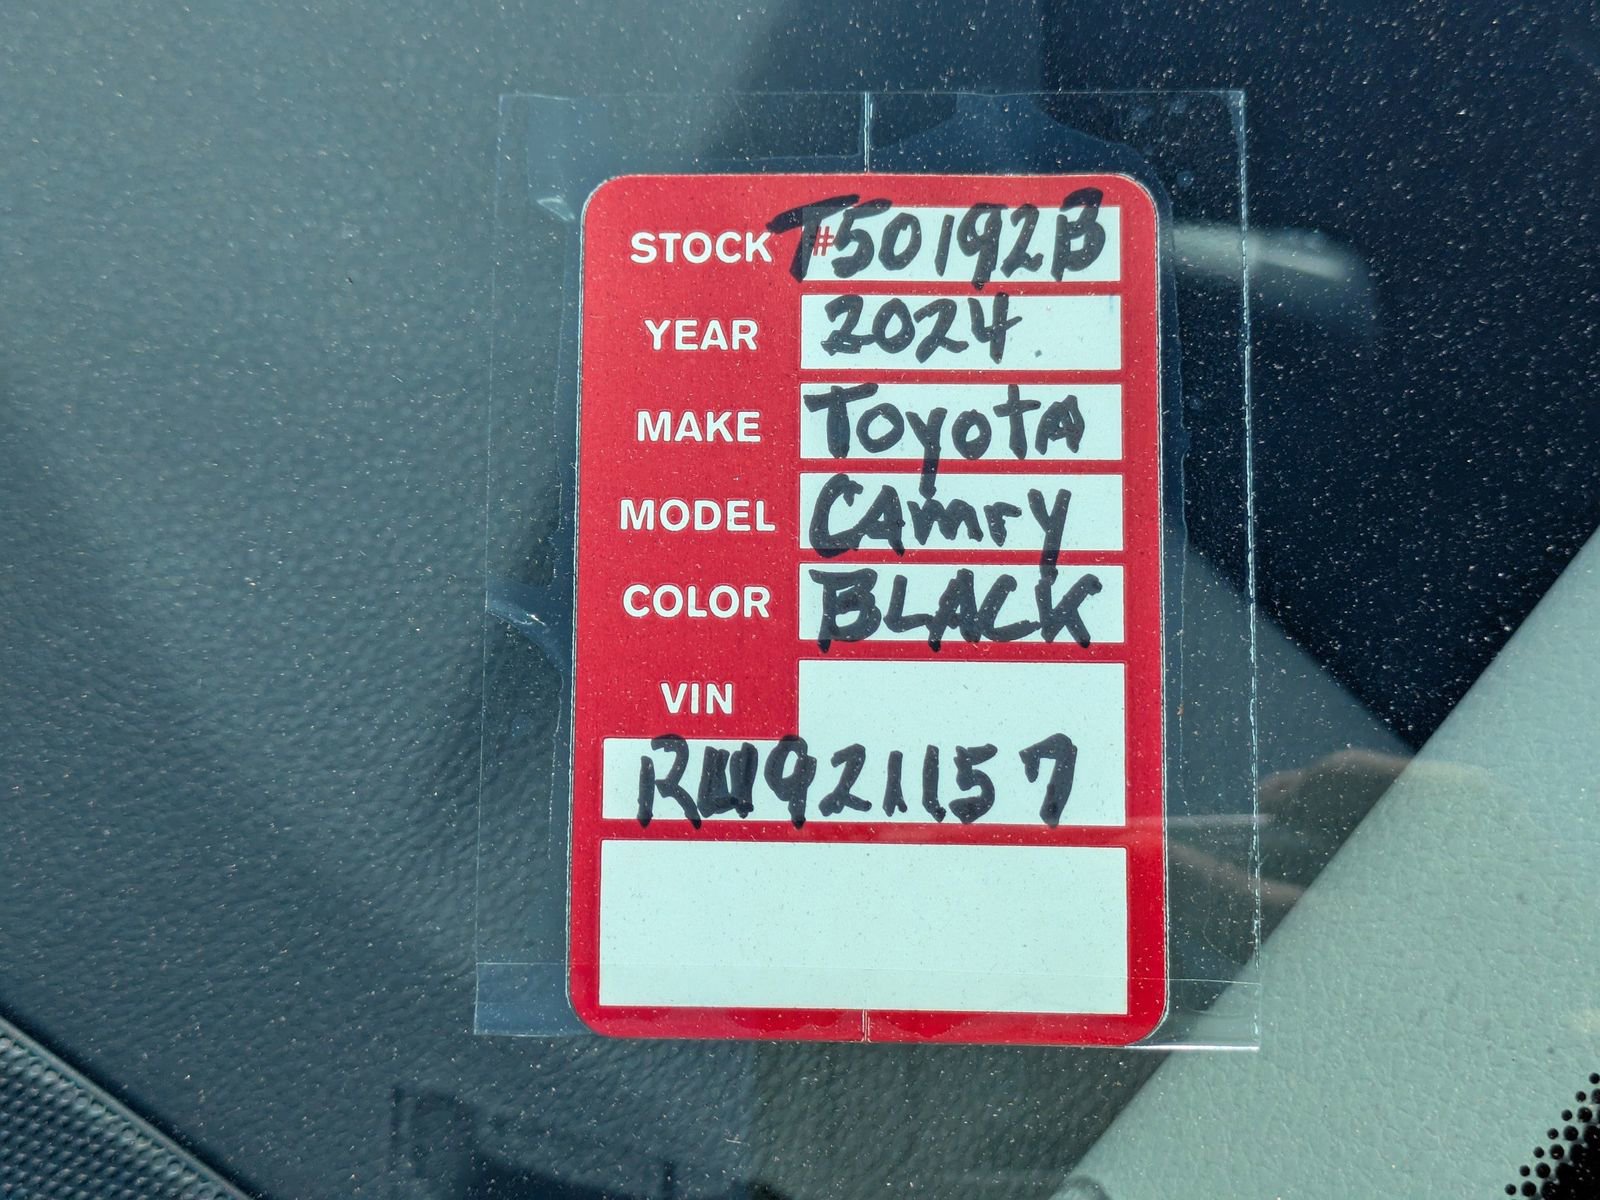 STOCK #T50192B
YEAR 2024
MAKE Toyota
MODEL CAmry
COLOR BLACK
VIN
RU921157